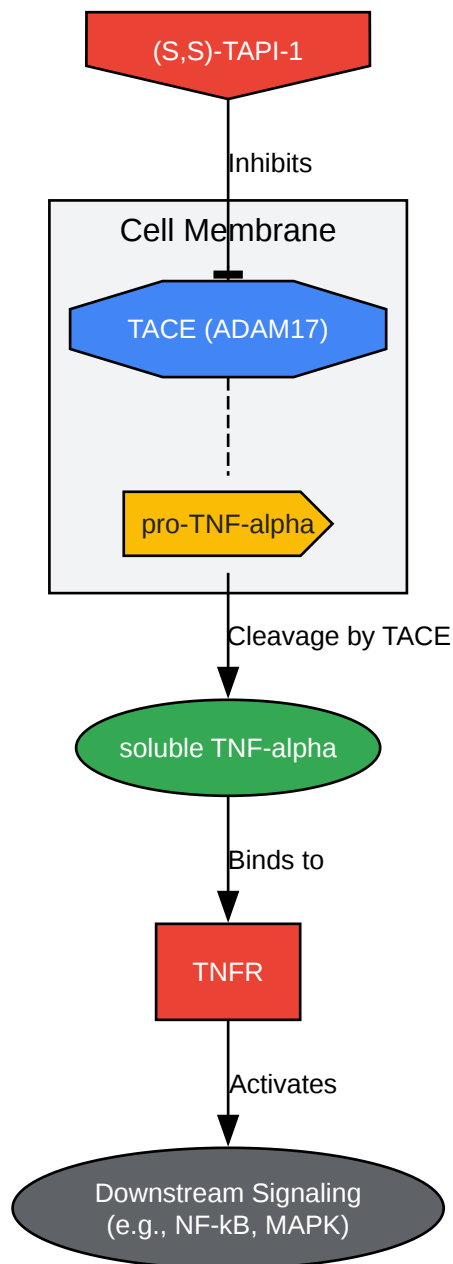 (S,S)-TAPI-1
Inhibits
Cell Membrane
TACE (ADAM17)
pro-TNF-alpha
Cleavage by TACE
soluble TNF-alpha
Binds to
TNFR
Activates
Downstream Signaling
(e.g., NF-kB, MAPK)